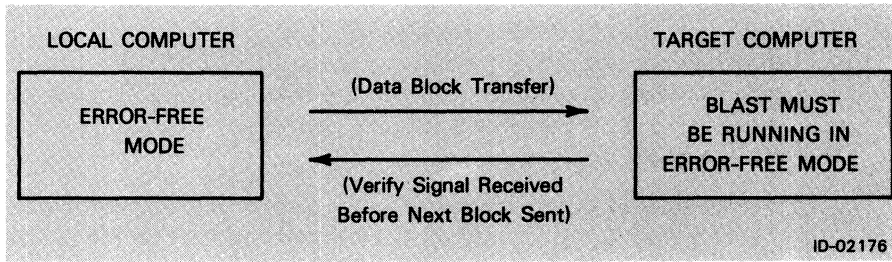 LOCAL COMPUTER
TARGET COMPUTER
ERROR-FREE
MODE
(Data Block Transfer)
(Verify Signal Received
Before Next Block Sent)
BLAST MUST
BE RUNNING IN
ERROR-FREE MODE
ID-02176